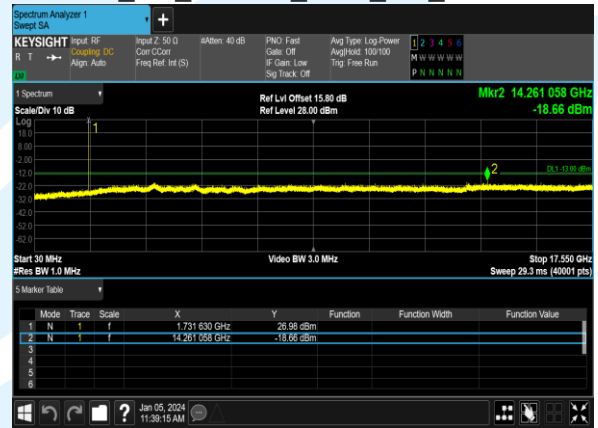 Spectrum Analyzer 1
Swept SA
+
KEYSIGHT Input: RF Input Z: 50 Ω #Atten: 40 dB PNO: Fast Avg Type: Log-Power 1 2 3 4 5 6
R T Coupling: DC Corr CCorr Gate: Off Avg|Hold: 100/100 M W W W W W
Align: Auto Freq Ref: Int (S) IF Gain: Low Trig: Free Run
Sig Track: Off P N N N N N
1 Spectrum Ref Lvl Offset 15.80 dB Mkr2 14.261 058 GHz
Scale/Div 10 dB Ref Level 28.00 dBm -18.66 dBm
Log
18.0 1
8.00
-2.00
-12.0 2 DL1 -13.00 dBm
-22.0
-32.0
-42.0
-52.0
-62.0
Start 30 MHz Video BW 3.0 MHz Stop 17.550 GHz
#Res BW 1.0 MHz Sweep 29.3 ms (40001 pts)
5 Marker Table
Mode Trace Scale X Y Function Function Width Function Value
1 N 1 f 1.731 630 GHz 26.98 dBm
2 N 1 f 14.261 058 GHz -18.66 dBm
3
4
5
6
? Jan 05, 2024
11:39:15 AM